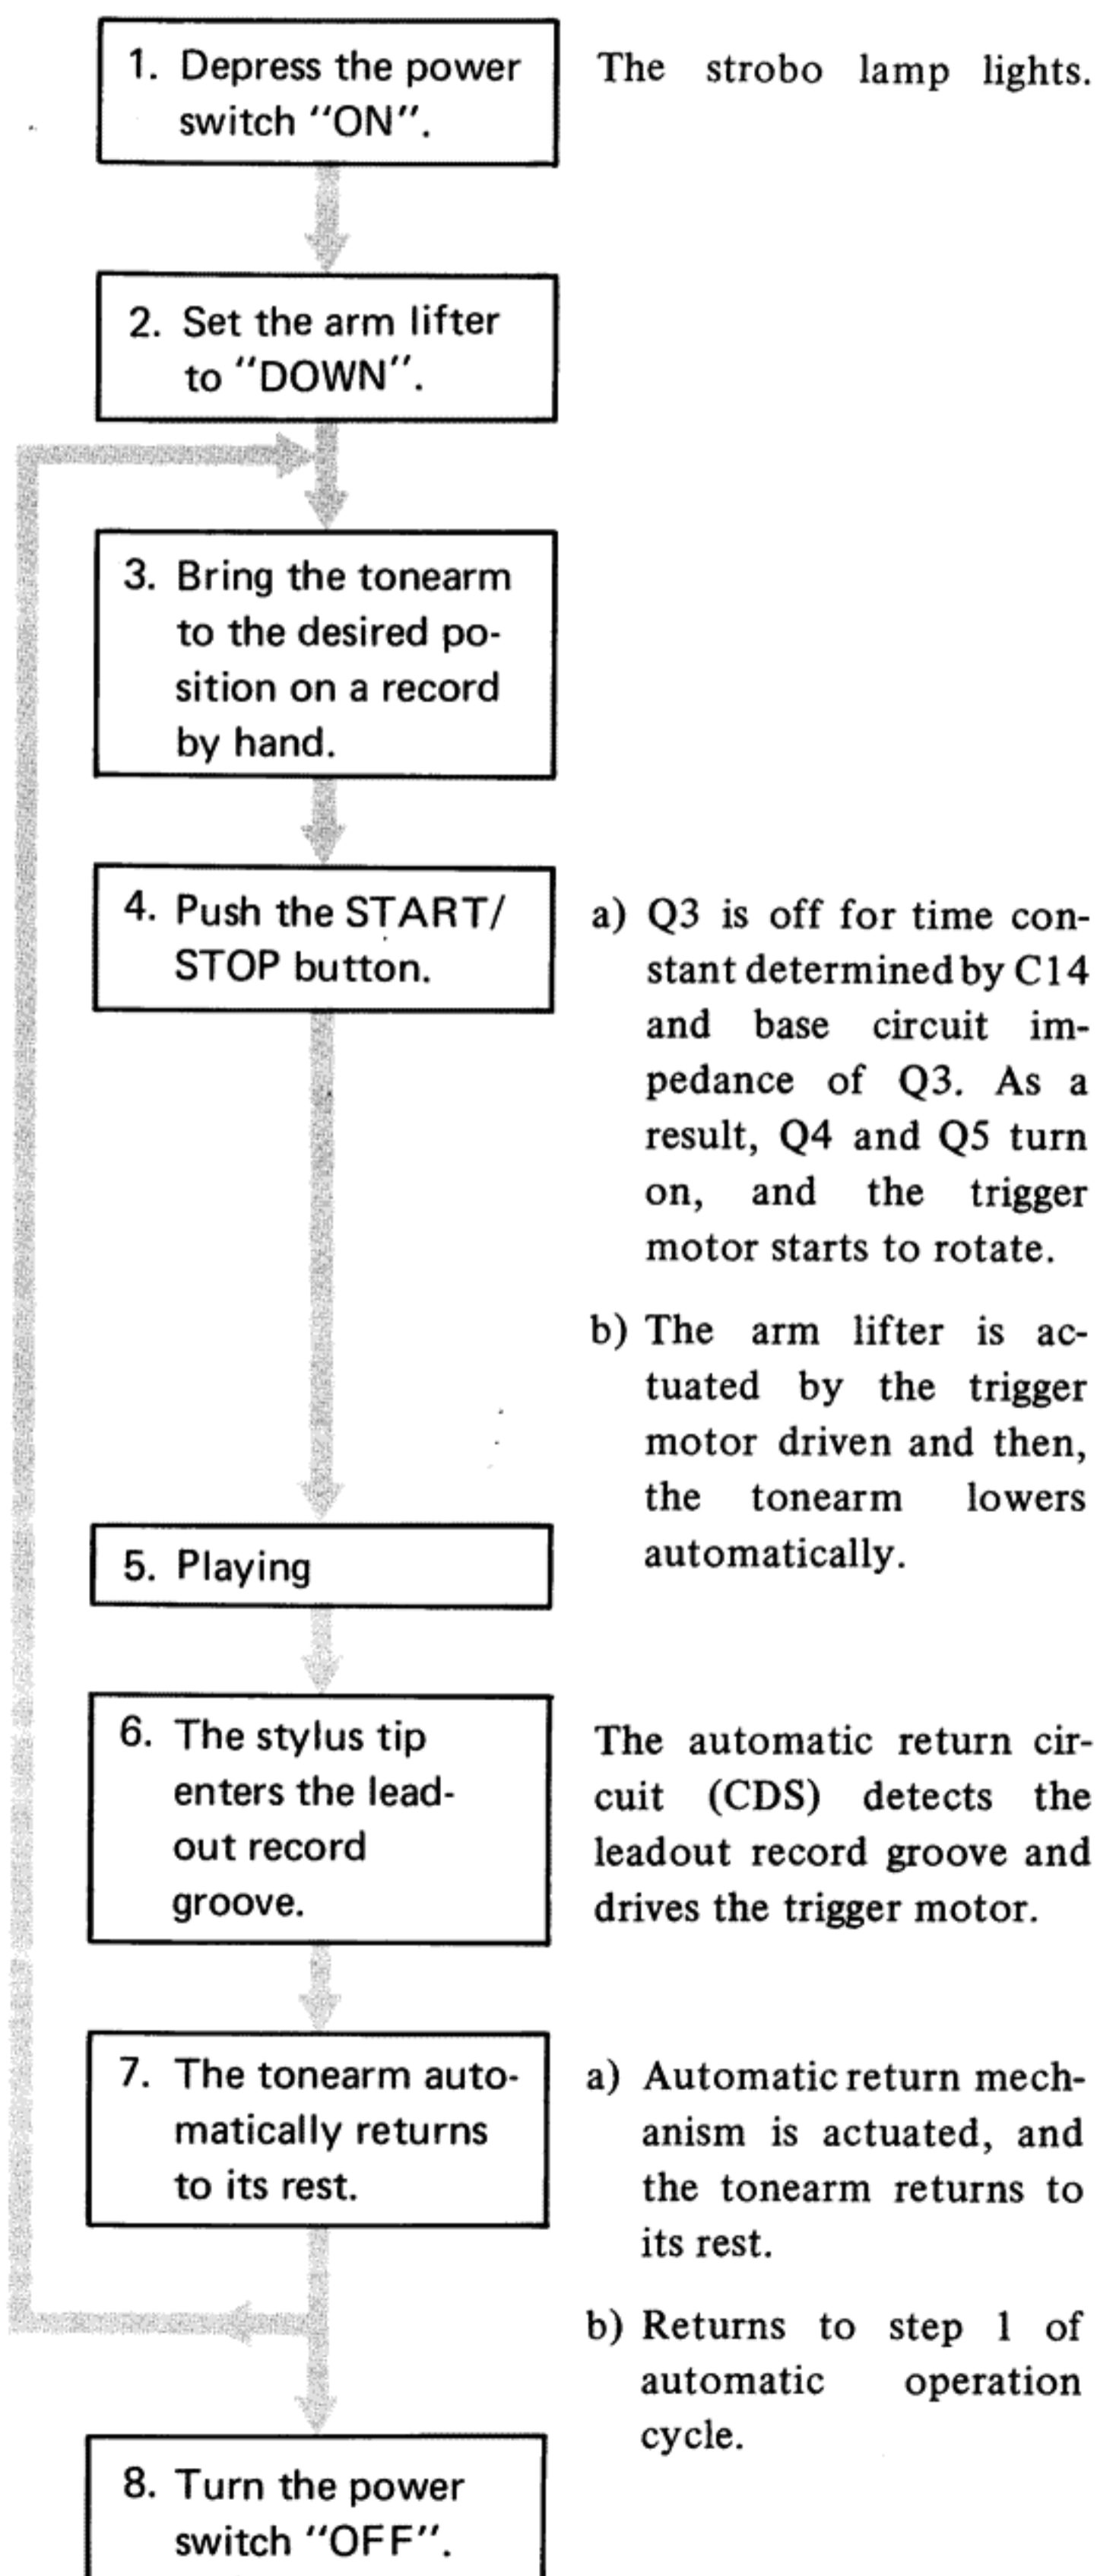 1. Depress the power
switch “ON”.
The strobo lamp lights.
2. Set the arm lifter
to “DOWN”.
3. Bring the tonearm
to the desired po-
sition on a record
by hand.
4. Push the START/
STOP button.
a) Q3 is off for time con-
stant determined by C14
and base circuit im-
pedance of Q3. As a
result, Q4 and Q5 turn
on, and the trigger
motor starts to rotate.
b) The arm lifter is ac-
tuated by the trigger
motor driven and then,
the tonearm lowers
automatically.
5. Playing
6. The stylus tip
enters the lead-
out record
groove.
The automatic return cir-
cuit (CDS) detects the
leadout record groove and
drives the trigger motor.
7. The tonearm auto-
matically returns
to its rest.
a) Automatic return mech-
anism is actuated, and
the tonearm returns to
its rest.
b) Returns to step 1 of
automatic operation
cycle.
8. Turn the power
switch “OFF”.